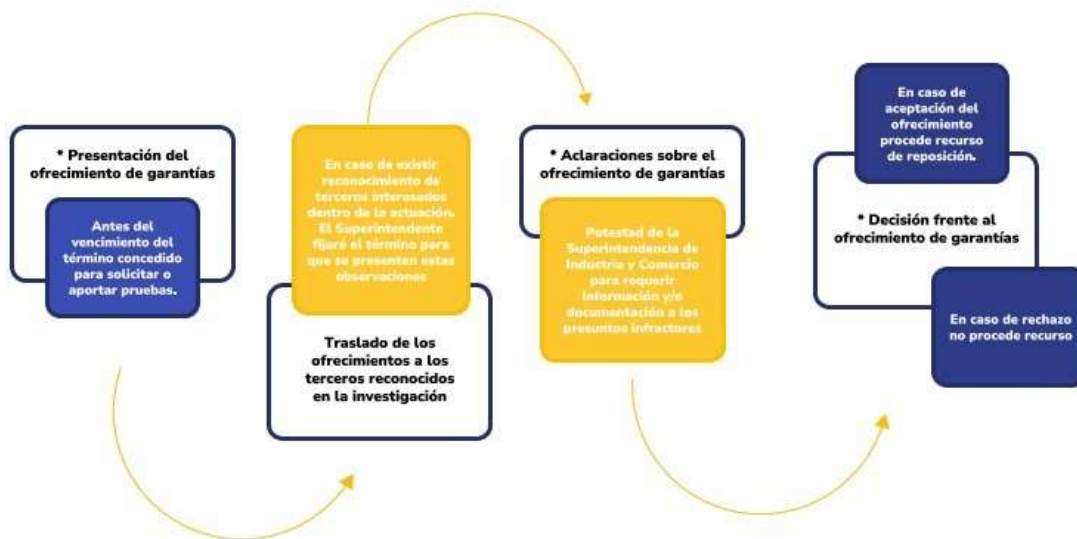 * Presentación del
ofrecimiento de garantías
Antes del
vencimiento del
término concedido
para solicitar o
aportar pruebas.
En caso de existir
reconocimiento de
terceros interesados
dentro de la actuación.
El Superintendente
fijará el término para
que se presenten estas
observaciones
Traslado de los
ofrecimientos a los
terceros reconocidos
en la investigación
* Aclaraciones sobre el
ofrecimiento de garantías
Potestad de la
Superintendencia de
Industria y Comercio
para requerir
información y/o
documentación a los
presuntos infractores
En caso de
aceptación del
ofrecimiento
procede recurso
de reposición.
* Decisión frente al
ofrecimiento de garantías
En caso de rechazo
no procede recurso